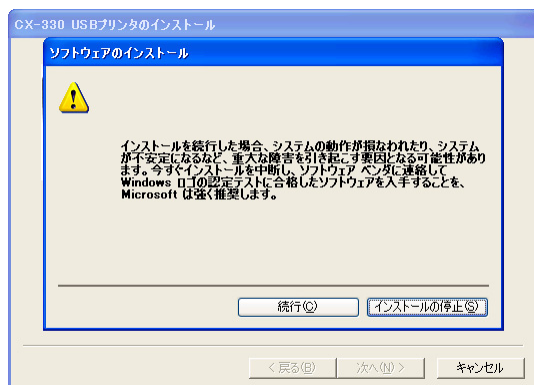 CX-330 USBプリンタのインストール
ソフトウェアのインストール
インストールを続行した場合、システムの動作が損なわれたり、システム
が不安定になるなど、重大な障害を引き起こす要因となる可能性があり
ます。今すぐインストールを中断し、ソフトウェア ベンダに連絡して
Windows ロゴの認定テストに合格したソフトウェアを入手することを、
Microsoft は強く推奨します。
続行(C)
インストールの停止(S)
< 戻る(B)
次へ(N) >
キャンセル